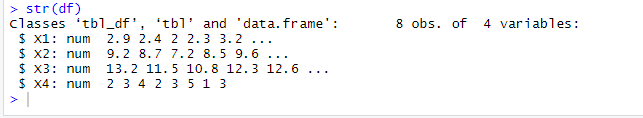 > str(df)
Classes ‘tbl_df’, ‘tbl’ and 'data.frame':	8 obs. of  4 variables:
 $ X1: num  2.9 2.4 2 2.3 3.2 ...
 $ X2: num  9.2 8.7 7.2 8.5 9.6 ...
 $ X3: num  13.2 11.5 10.8 12.3 12.6 ...
 $ X4: num  2 3 4 2 3 5 1 3
>